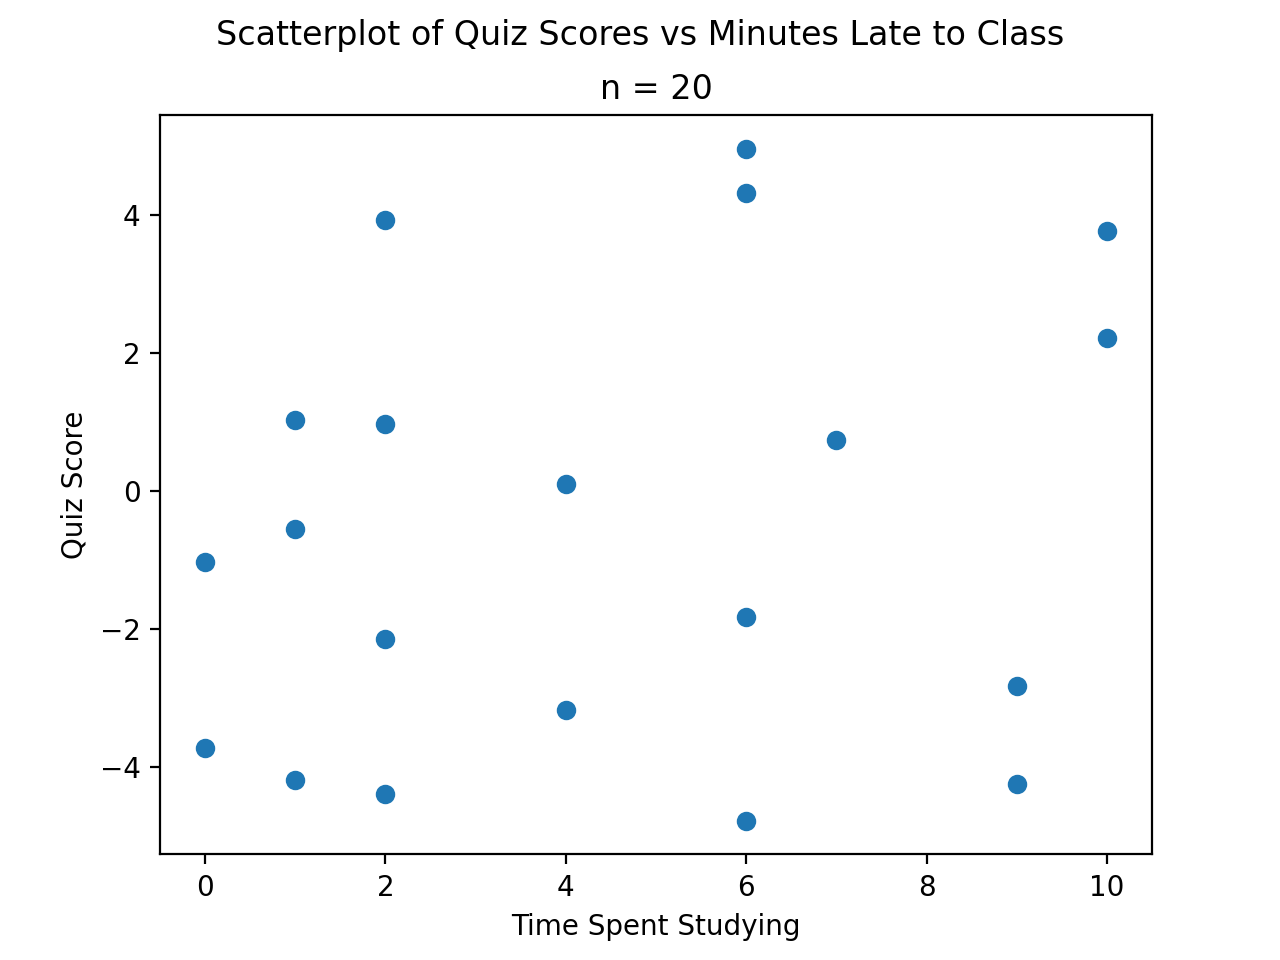 Scatterplot of Quiz Scores vs Minutes Late to Class
n = 20
4
2
0
−2
−4
Quiz Score
0 2 4 6 8 10
Time Spent Studying